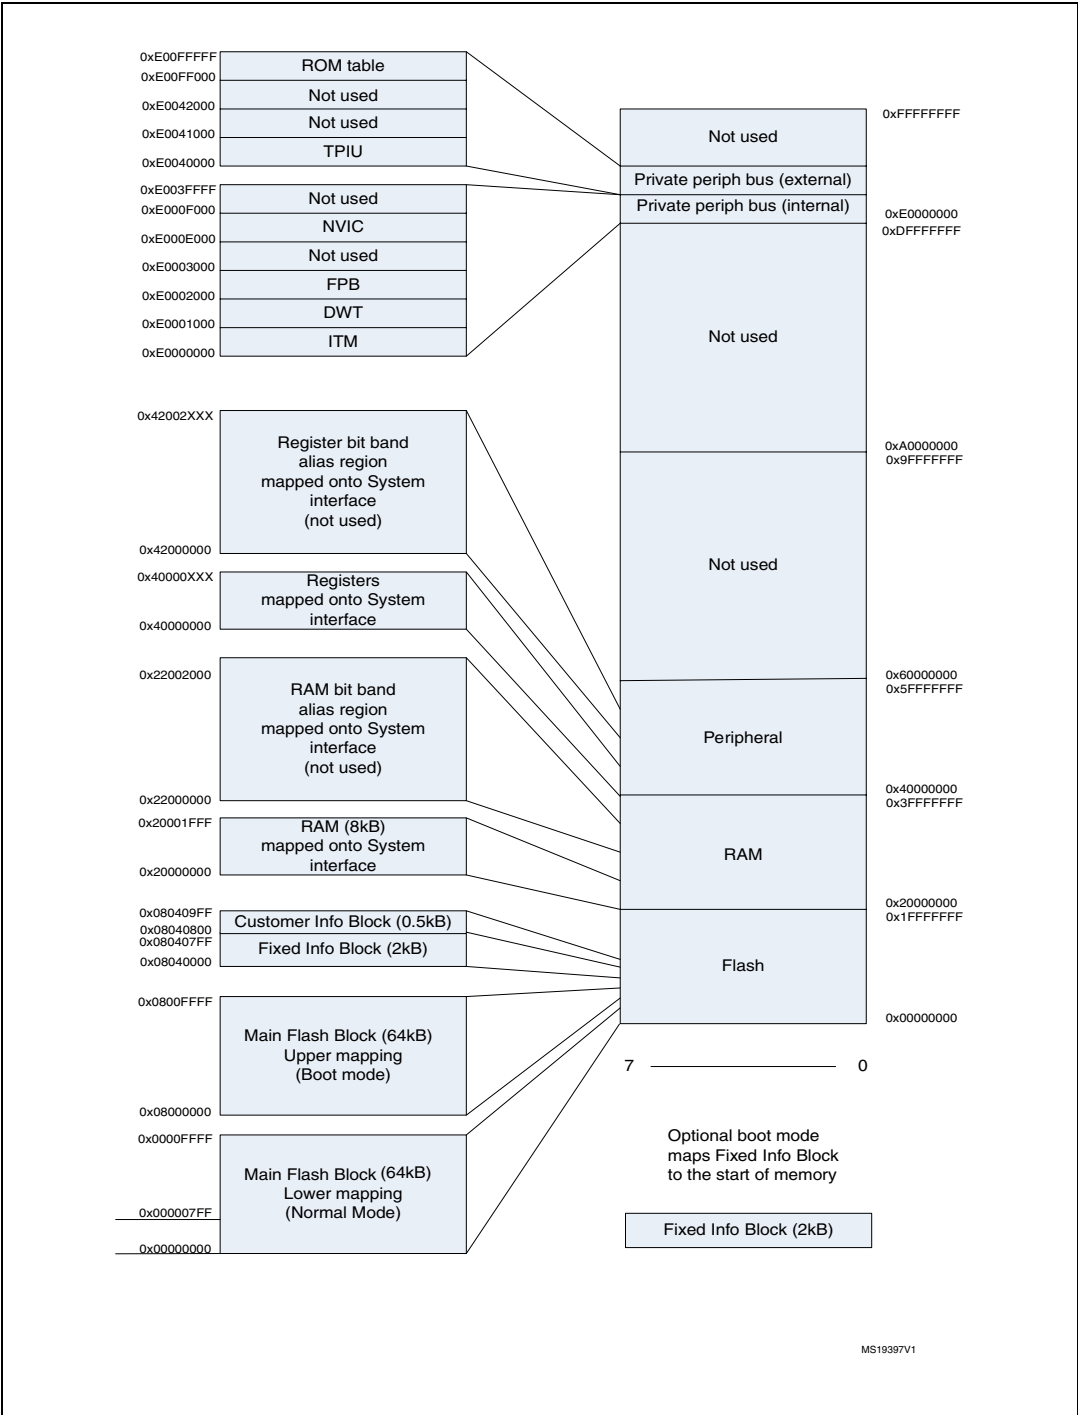 0xE00FFFFF
ROM table
0xE00FF000
Not used
0xE0042000
Not used
0xE0041000
TPIU
0xE0040000
0xE003FFFF
Not used
0xE000F000
NVIC
0xE000E000
Not used
0xE0003000
FPB
0xE0002000
DWT
0xE0001000
ITM
0xE0000000
0x42002XXX
Register bit band
alias region
mapped onto System
interface
(not used)
0x42000000
0x40000XXX
Registers
mapped onto System
interface
0x40000000
0x22002000
RAM bit band
alias region
mapped onto System
interface
(not used)
0x22000000
0x20001FFF
RAM (8kB)
mapped onto System
interface
0x20000000
0x080409FF
Customer Info Block (0.5kB)
0x08040800
0x080407FF
Fixed Info Block (2kB)
0x08040000
0x0800FFFF
Main Flash Block (64kB)
Upper mapping
(Boot mode)
0x08000000
0x0000FFFF
Main Flash Block (64kB)
Lower mapping
(Normal Mode)
0x000007FF
0x00000000
0xFFFFFFFF
Not used
Private periph bus (external)
Private periph bus (internal)
0xE0000000
0xDFFFFFFF
Not used
0xA0000000
0x9FFFFFFF
Not used
0x60000000
0x5FFFFFFF
Peripheral
0x40000000
0x3FFFFFFF
RAM
0x20000000
0x1FFFFFFF
Flash
0x00000000
7 0
Optional boot mode
maps Fixed Info Block
to the start of memory
Fixed Info Block (2kB)
MS19397V1